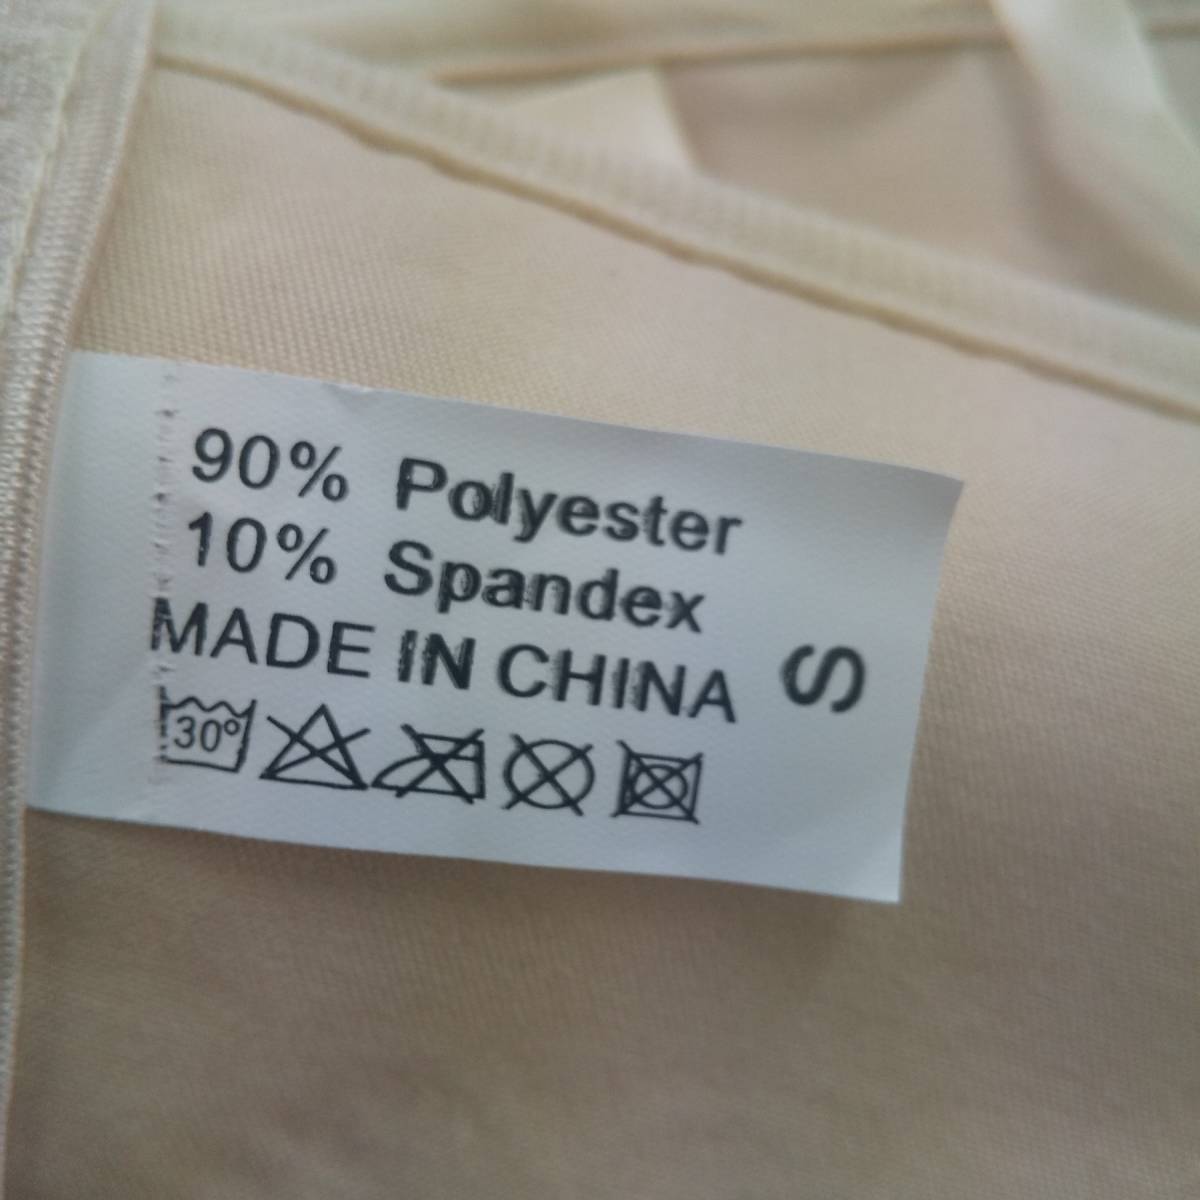 90% Polyester
10% Spandex
MADE IN CHINA
S
30°